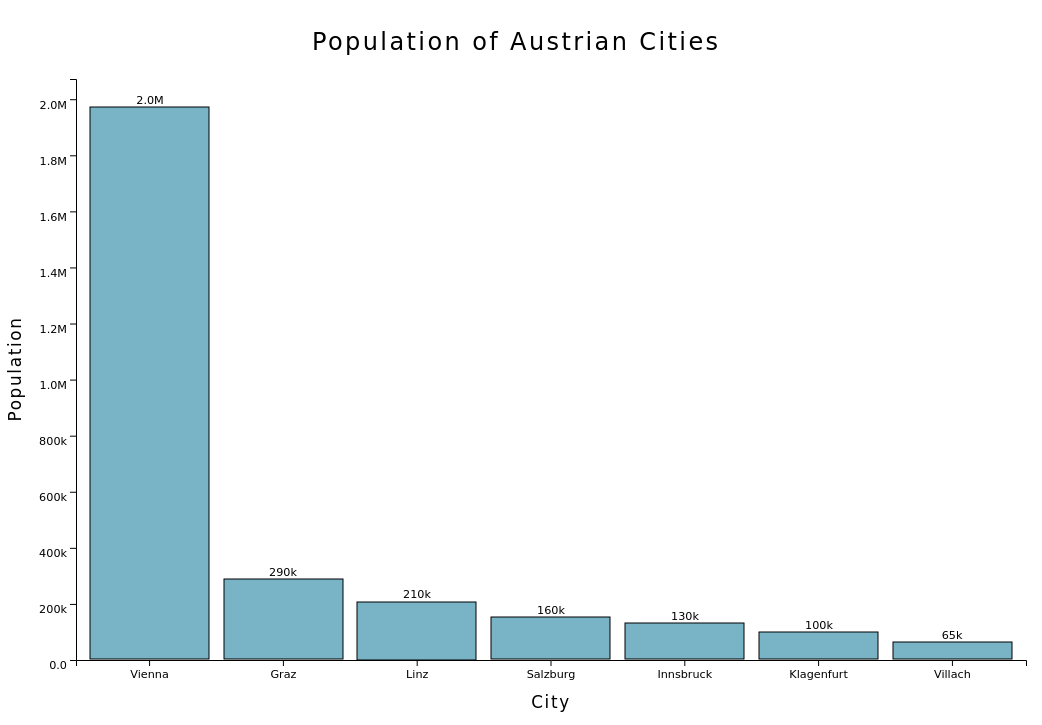 Population of Austrian Cities
Population
2.0M
1.8M
1.6M
1.4M
1.2M
1.0M
800k
600k
400k
200k
0.0
2.0M
290k
210k
160k
130k
100k
65k
Vienna
Graz
Linz
Salzburg
Innsbruck
Klagenfurt
Villach
City